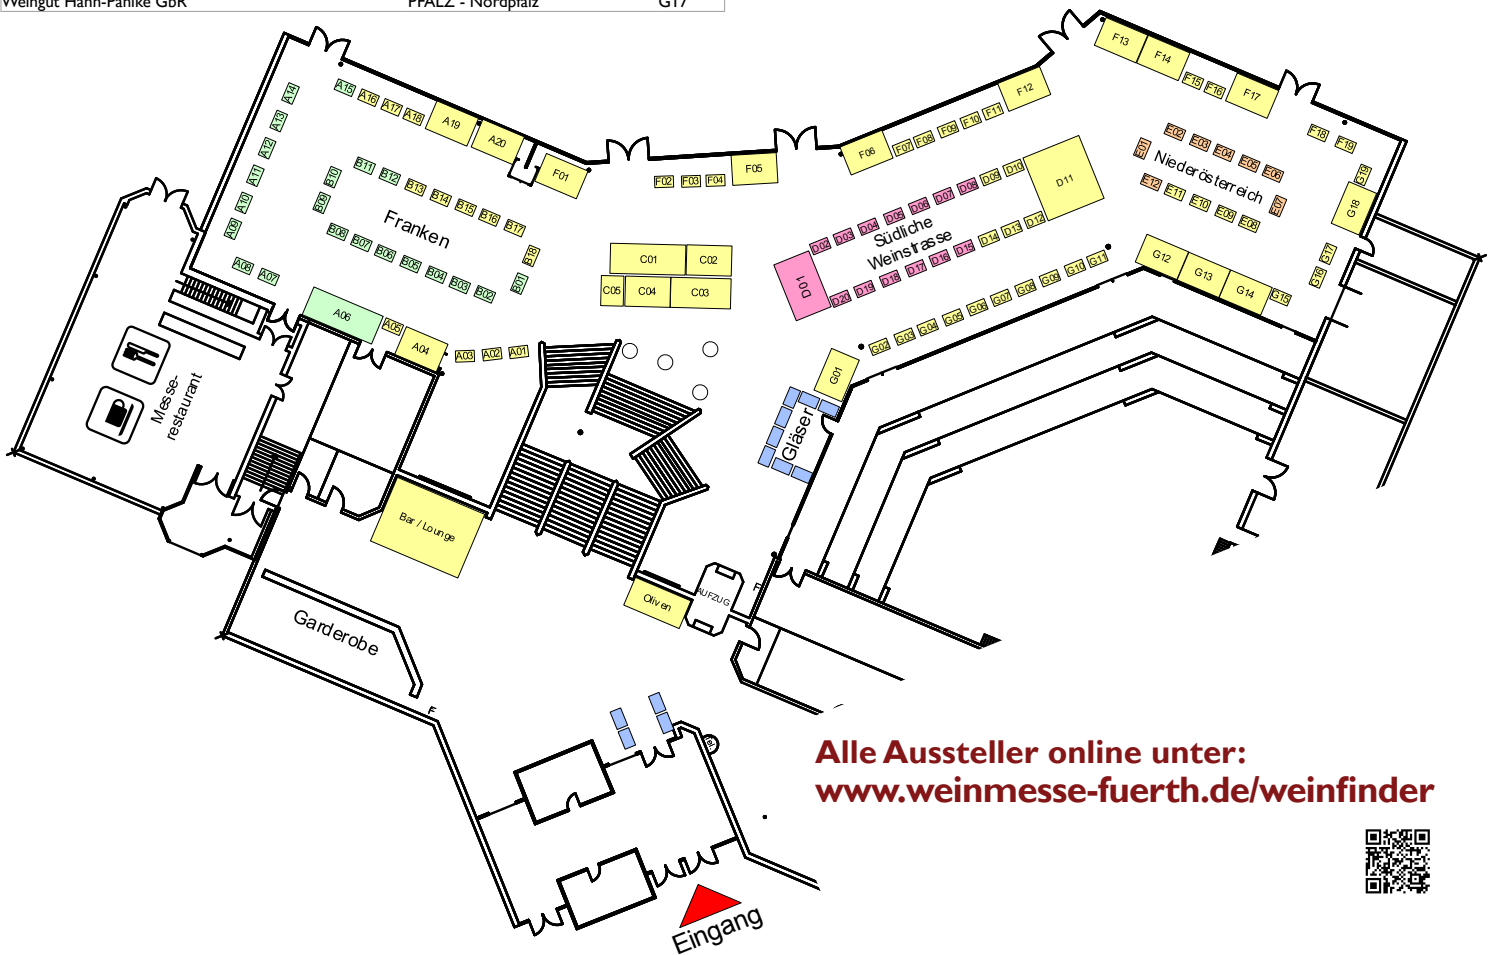 Weingut Hahn-Pahlke GbR PFALZ - Nordpfalz G17
F13
F14
F15
F16
F17
F18
F19
G19
G18
G17
G16
G15
G14
G13
G12
F12
F11
F10
F09
F08
F07
F06
F05
F04
F03
F02
F01
A20
A19
A18
A17
A16
A15
A14
A13
A12
A11
A10
A09
A08
A07
A06
A05
A04
A03
A02
A01
B11
B12
B13
B14
B15
B16
B17
B18
B10
B09
Franken
B08
B07
B06
B05
B04
B03
B02
B01
C01
C02
C05
C04
C03
D11
D10
D09
D08
D07
D06
D05
D04
D03
D02
D01
Südliche
Weinstrasse
D12
D13
D14
D15
D16
D17
D18
D19
D20
E01
E02
E03
E04
E05
E06
E07
Niederösterreich
E12
E11
E10
E09
E08
G11
G10
G09
G08
G07
G06
G05
G04
G03
G02
G01
Gläser
Messe-
restaurant
Bar / Lounge
Oliven
AUFZUG
F
Garderobe
F
Alle Aussteller online unter:
www.weinmesse-fuerth.de/weinfinder
Eingang